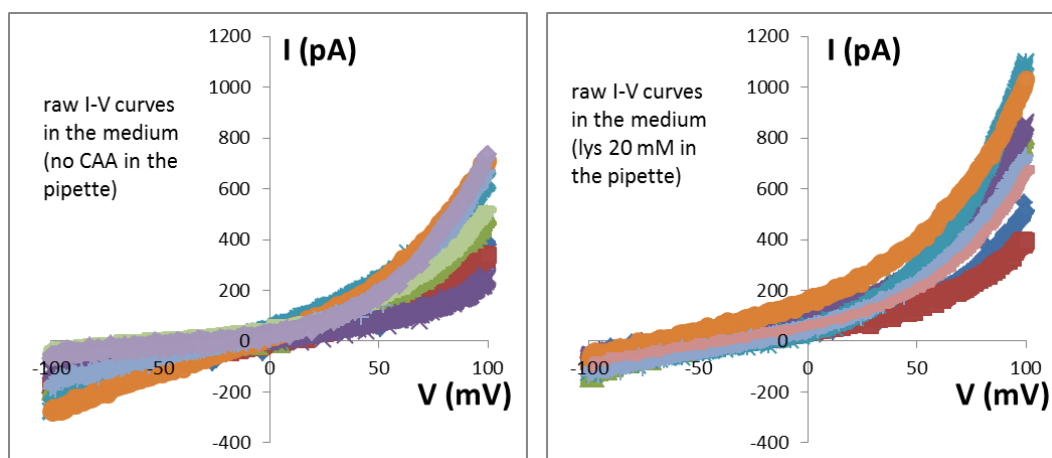 1200
I (pA)
1000
raw I-V curves
in the medium
(no CAA in the
pipette)
800
600
400
200
0
-100
-50
0
50
100
V (mV)
-200
-400
1200
I (pA)
1000
raw I-V curves
in the medium
(lys 20 mM in
the pipette)
800
600
400
200
0
-100
-50
0
50
100
V (mV)
-200
-400